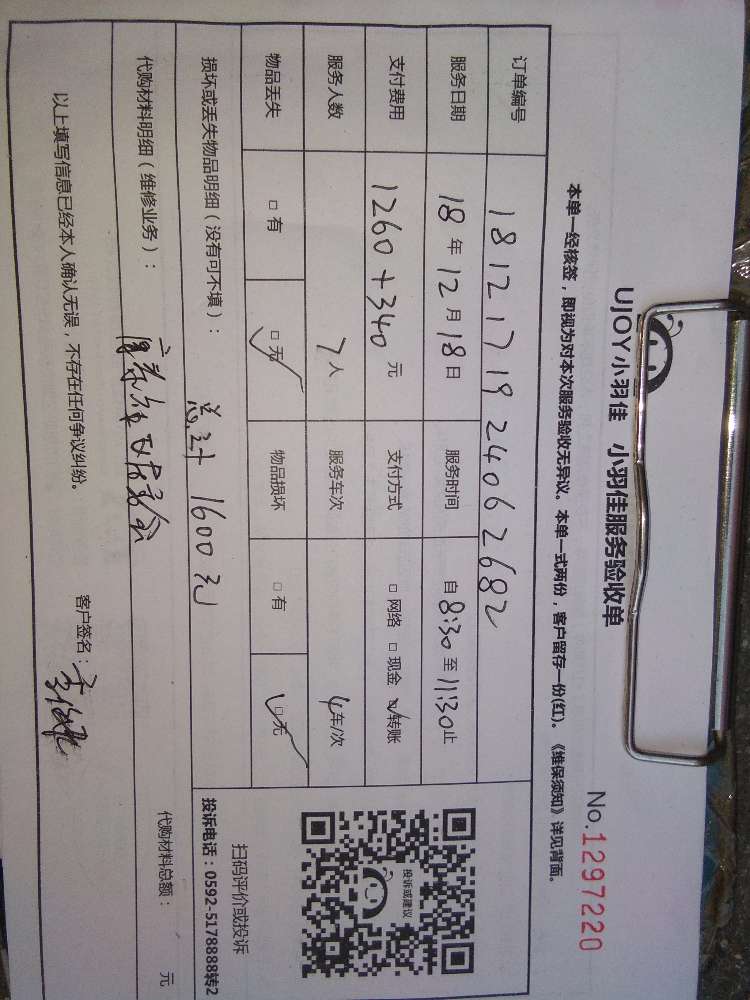 UJOY小羽佳 小羽佳服务验收单
No.1297220
本单一经核签，即视为对本次服务验收无异议。本单一式两份，客户留存一份(红)。《维保须知》详见背面。
订单编号 1812171924062682
服务日期 18年12月18日 服务时间 自8:30至11:30止
支付费用 1260+340元 支付方式 □网络 □现金 ☑转账
服务人数 7人 服务车次 4车/次
物品丢失 □有 ☑无 物品损坏 □有 ☑无
损坏或丢失物品明细（没有可不填）： 总计 1600元
代购材料明细（维修业务）：
代购材料总额： 元
以上填写信息已经本人确认无误，不存在任何争议纠纷。 客户签名：
投诉或建议
扫码评价或投诉
投诉电话：0592-5178888转2